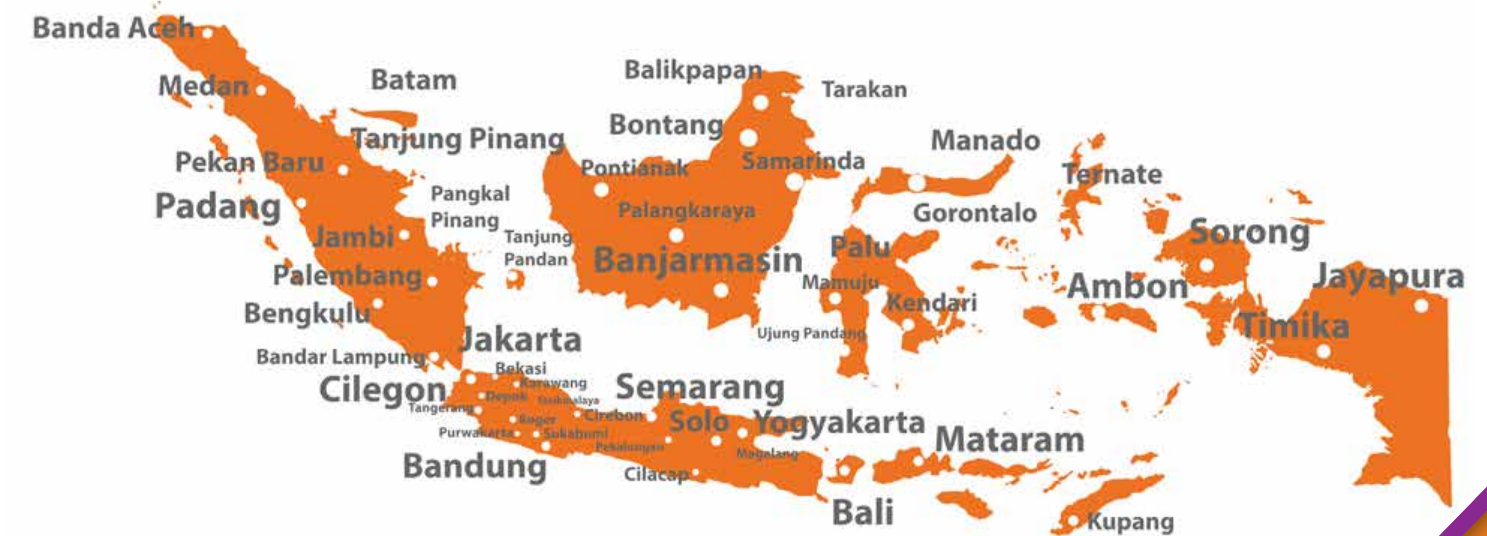 Banda Aceh
Medan
Batam
Tanjung Pinang
Pekan Baru
Padang
Pangkal
Pinang
Jambi
Tanjung
Pandan
Palembang
Bengkulu
Bandar Lampung
Balikpapan
Tarakan
Bontang
Samarinda
Pontianak
Palangkaraya
Banjarmasin
Manado
Gorontalo
Palu
Mamuju
Kendari
Ujung Pandang
Ternate
Sorong
Ambon
Jayapura
Timika
Jakarta
Bekasi
Karawang
Cilegon
Depok
Tasikmalaya
Tangerang
Bogor
Cirebon
Purwakarta
Sukabumi
Pekalongan
Bandung
Semarang
Solo
Yogyakarta
Magelang
Cilacap
Mataram
Bali
Kupang